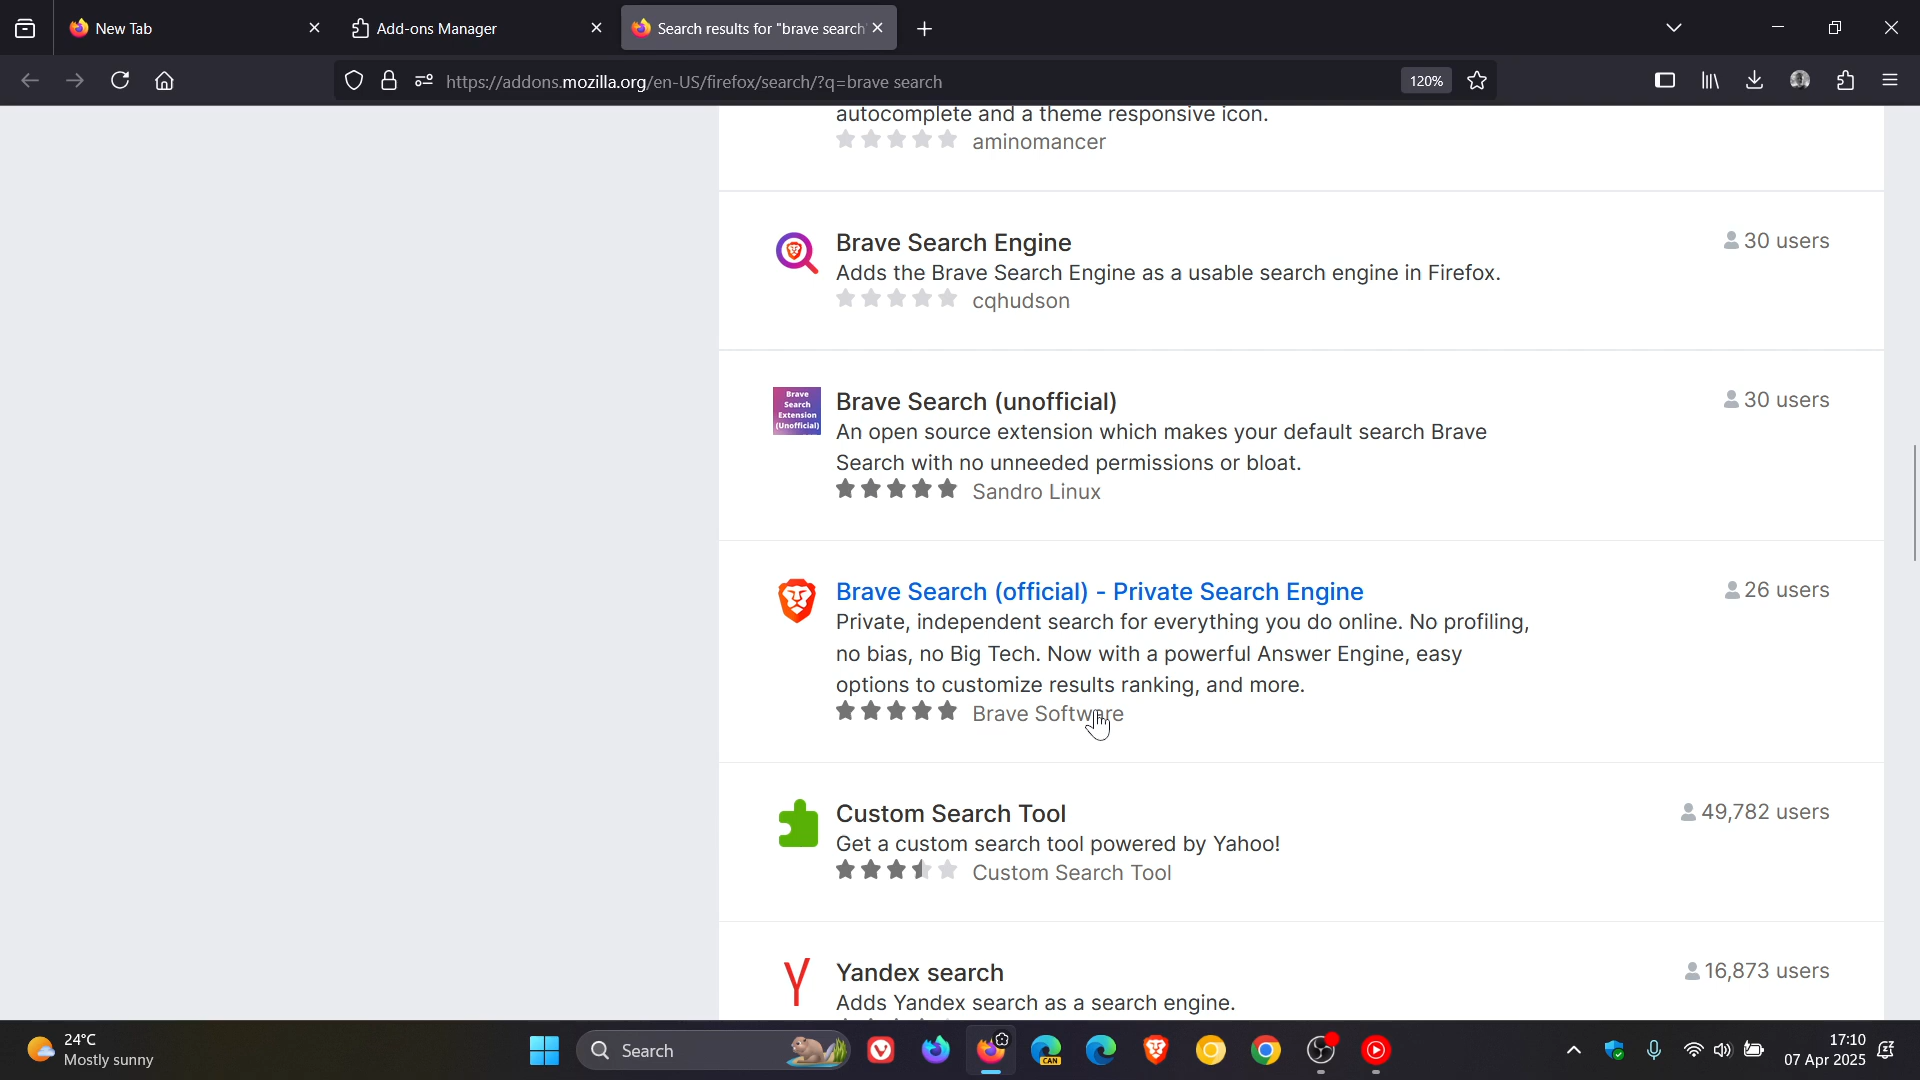 New Tab
Add-ons Manager
Search results for "brave search
https://addons.mozilla.org/en-US/firefox/search/?q=brave search
120%
autocomplete and a theme responsive icon.
aminomancer
Brave Search Engine
30 users
Adds the Brave Search Engine as a usable search engine in Firefox.
cqhudson
Brave
Search
Extension
(Unofficial)
Brave Search (unofficial)
30 users
An open source extension which makes your default search Brave
Search with no unneeded permissions or bloat.
Sandro Linux
Brave Search (official) - Private Search Engine
26 users
Private, independent search for everything you do online. No profiling,
no bias, no Big Tech. Now with a powerful Answer Engine, easy
options to customize results ranking, and more.
Brave Software
Custom Search Tool
49,782 users
Get a custom search tool powered by Yahoo!
Custom Search Tool
Yandex search
16,873 users
Adds Yandex search as a search engine.
24°C
Mostly sunny
Search
CAN
17:10
07 Apr 2025